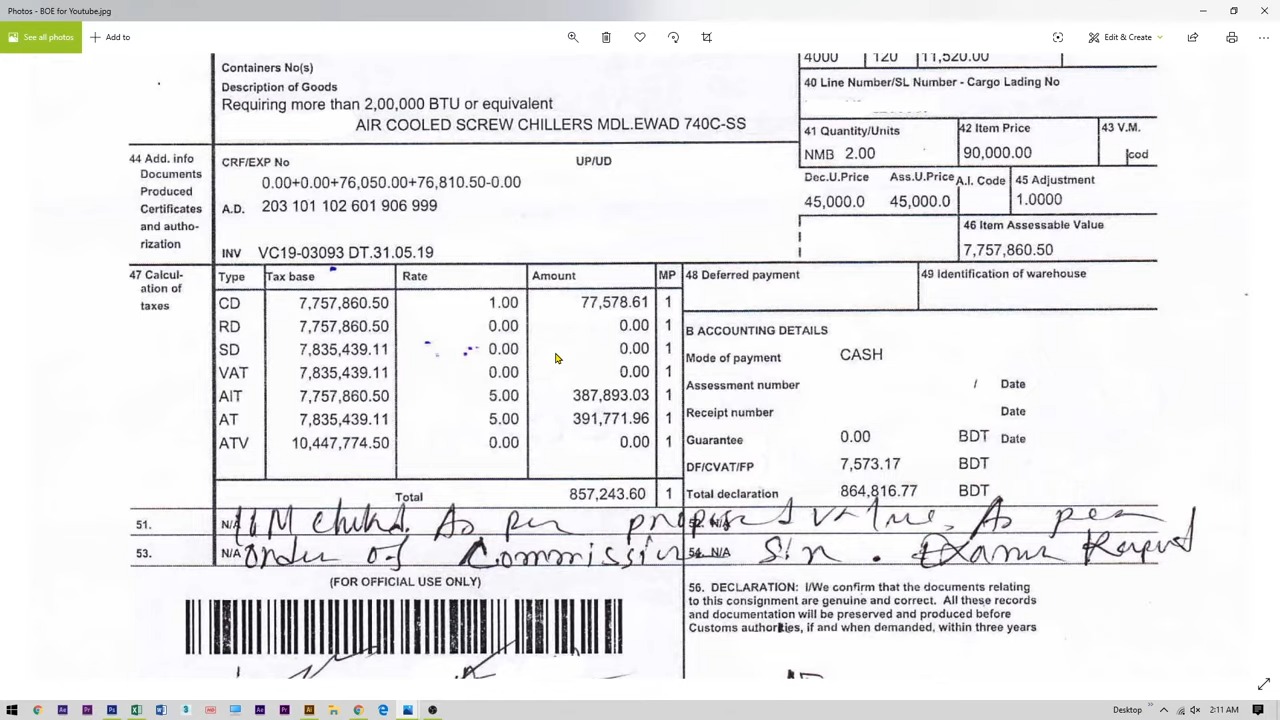 Photos - BOE for Youtube.jpg
See all photos
Add to
Edit & Create
4000 120 11,520.00
Containers No(s)
Description of Goods
Requiring more than 2,00,000 BTU or equivalent
AIR COOLED SCREW CHILLERS MDL.EWAD 740C-SS
40 Line Number/SL Number - Cargo Lading No
41 Quantity/Units
NMB 2.00
42 Item Price
90,000.00
43 V.M.
cod
44 Add. info
Documents
Produced
Certificates
and autho-
rization
CRF/EXP No UP/UD
0.00+0.00+76,050.00+76,810.50-0.00
A.D. 203 101 102 601 906 999
INV VC19-03093 DT.31.05.19
Dec.U.Price Ass.U.Price A.I. Code
45,000.0 45,000.0
45 Adjustment
1.0000
46 Item Assessable Value
7,757,860.50
47 Calcul-
ation of
taxes
Type Tax base Rate Amount MP
CD 7,757,860.50 1.00 77,578.61 1
RD 7,757,860.50 0.00 0.00 1
SD 7,835,439.11 0.00 0.00 1
VAT 7,835,439.11 0.00 0.00 1
AIT 7,757,860.50 5.00 387,893.03 1
AT 7,835,439.11 5.00 391,771.96 1
ATV 10,447,774.50 0.00 0.00 1
Total 857,243.60 1
48 Deferred payment
49 Identification of warehouse
B ACCOUNTING DETAILS
Mode of payment CASH
Assessment number / Date
Receipt number Date
Guarantee 0.00 BDT Date
DF/CVAT/FP 7,573.17 BDT
Total declaration 864,816.77 BDT
51. N/A 52. N/A
As per proposed value. As per
53. N/A 54. N/A
order of Commissioner Sir. Exam Report
(FOR OFFICIAL USE ONLY)
56. DECLARATION: I/We confirm that the documents relating
to this consignment are genuine and correct. All these records
and documentation will be preserved and produced before
Customs authorities, if and when demanded, within three years
Desktop
2:11 AM